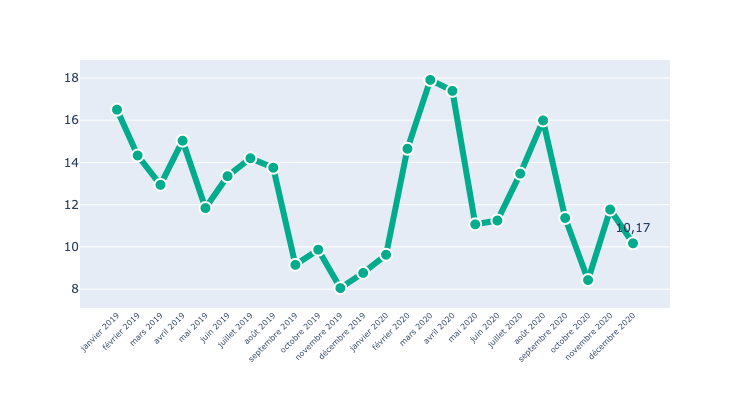 18
16
14
12
10
8
10,17
janvier 2019
février 2019
mars 2019
avril 2019
mai 2019
juin 2019
juillet 2019
août 2019
septembre 2019
octobre 2019
novembre 2019
décembre 2019
janvier 2020
février 2020
mars 2020
avril 2020
mai 2020
juin 2020
juillet 2020
août 2020
septembre 2020
octobre 2020
novembre 2020
décembre 2020